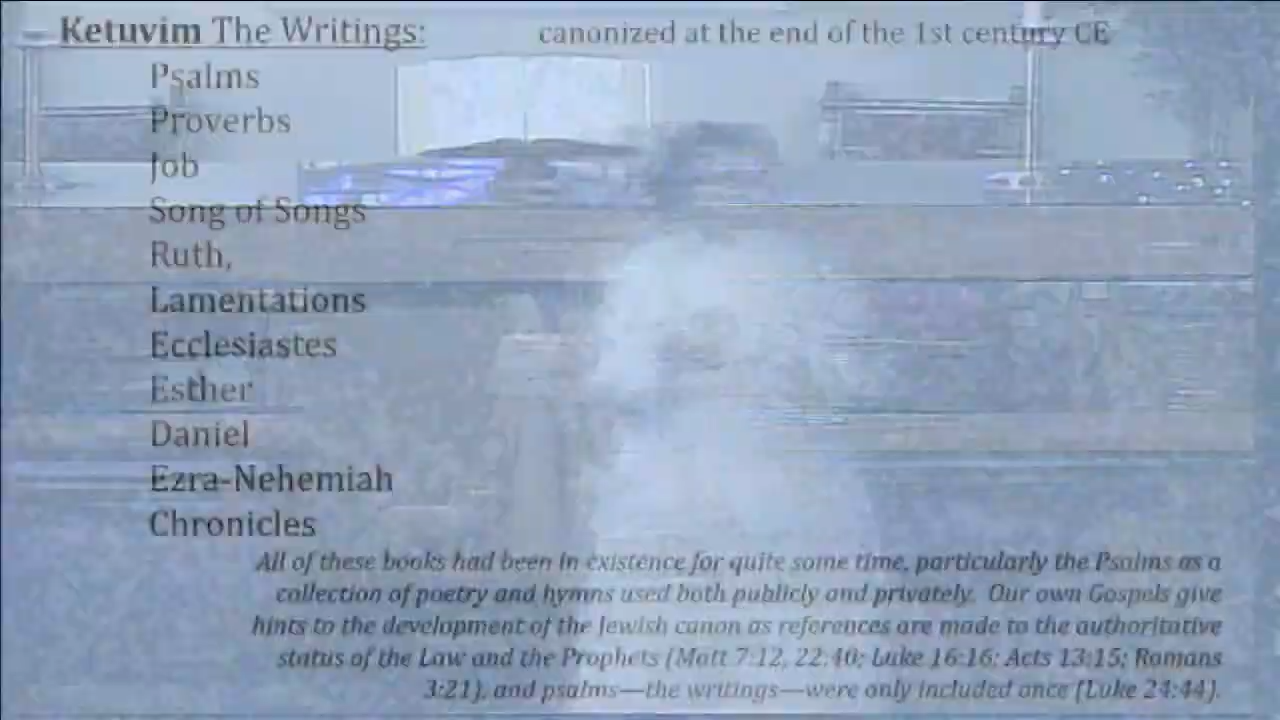 Ketuvim The Writings: canonized at the end of the 1st century CE
Psalms
Proverbs
Job
Song of Songs
Ruth,
Lamentations
Ecclesiastes
Esther
Daniel
Ezra-Nehemiah
Chronicles
All of these books had been in existence for quite some time, particularly the Psalms as a
collection of poetry and hymns used both publicly and privately. Our own Gospels give
hints to the development of the Jewish canon as references are made to the authoritative
status of the Law and the Prophets (Matt 7:12, 22:40; Luke 16:16; Acts 13:15; Romans
3:21), and psalms—the writings—were only included once (Luke 24:44).